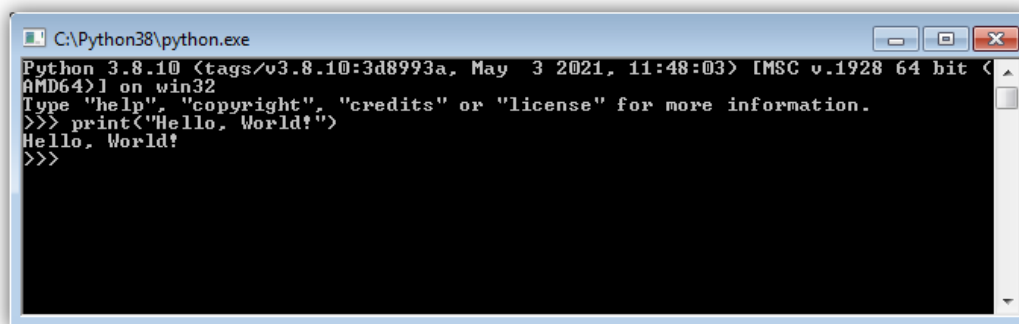 C:\Python38\python.exe
Python 3.8.10 (tags/v3.8.10:3d8993a, May  3 2021, 11:48:03) [MSC v.1928 64 bit (
AMD64)] on win32
Type "help", "copyright", "credits" or "license" for more information.
>>> print("Hello, World!")
Hello, World!
>>>